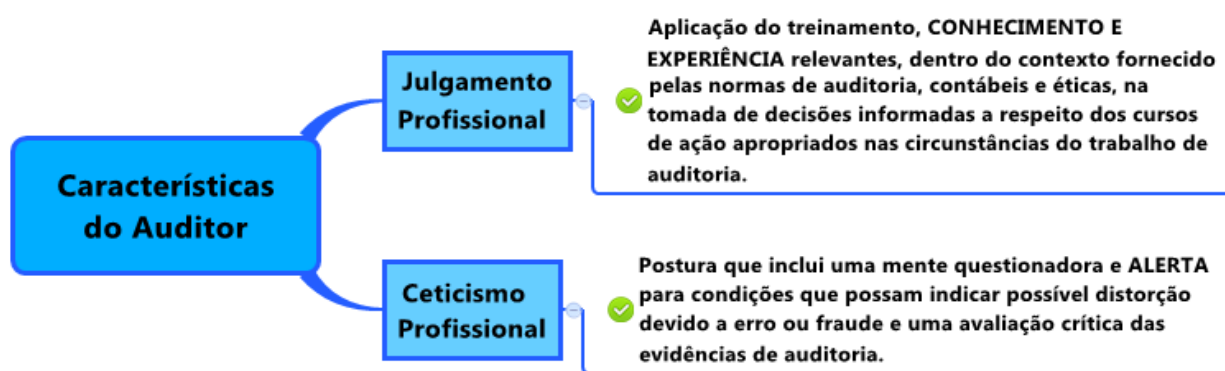 Características
do Auditor
Julgamento
Profissional
Aplicação do treinamento, CONHECIMENTO E
EXPERIÊNCIA relevantes, dentro do contexto fornecido
pelas normas de auditoria, contábeis e éticas, na
tomada de decisões informadas a respeito dos cursos
de ação apropriados nas circunstâncias do trabalho de
auditoria.
Ceticismo
Profissional
Postura que inclui uma mente questionadora e ALERTA
para condições que possam indicar possível distorção
devido a erro ou fraude e uma avaliação crítica das
evidências de auditoria.